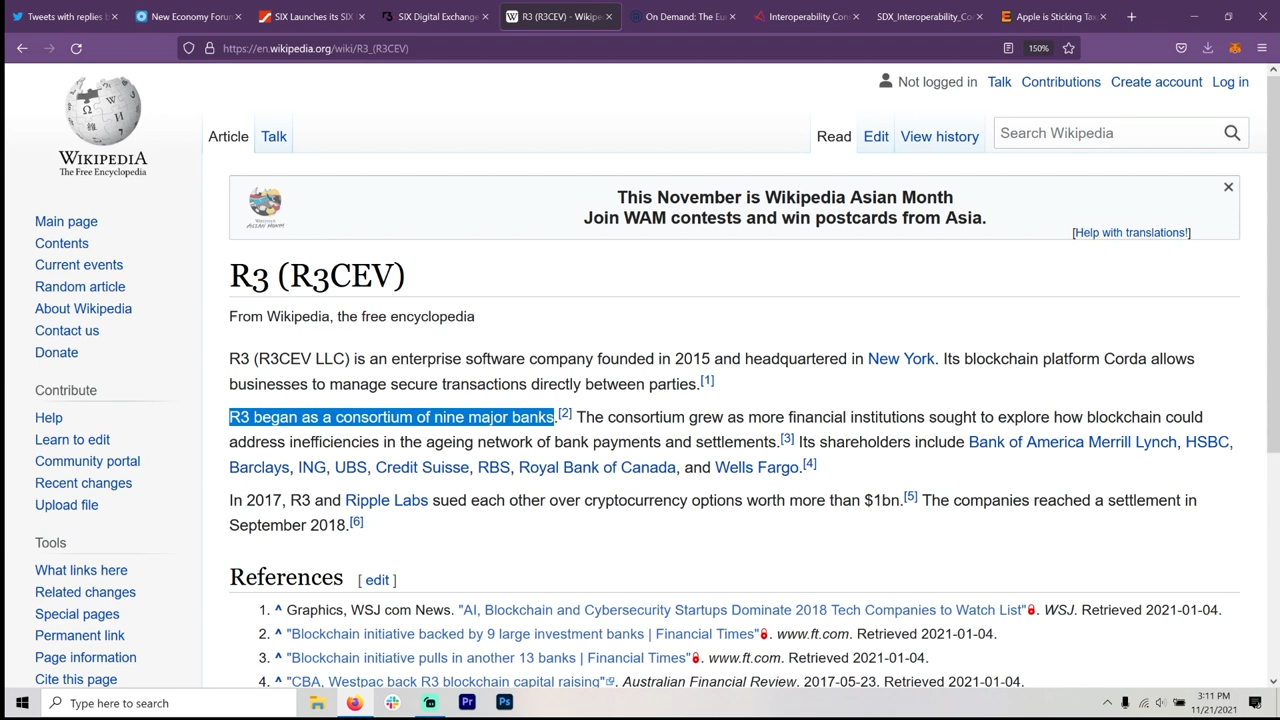 Tweets with replies b
New Economy Forum
SIX Launches its SIX
SIX Digital Exchange
R3 (R3CEV) - Wikipe
On Demand: The Eu
Interoperability Con
SDX_Interoperability_Co
Apple is Sticking Tax
https://en.wikipedia.org/wiki/R3_(R3CEV)
150%
Not logged in Talk Contributions Create account Log in
Article Talk Read Edit View history Search Wikipedia
WIKIPEDIA
The Free Encyclopedia
Main page
Contents
Current events
Random article
About Wikipedia
Contact us
Donate
Contribute
Help
Learn to edit
Community portal
Recent changes
Upload file
Tools
What links here
Related changes
Special pages
Permanent link
Page information
Cite this page
This November is Wikipedia Asian Month
Join WAM contests and win postcards from Asia.
[Help with translations!]
R3 (R3CEV)
From Wikipedia, the free encyclopedia
R3 (R3CEV LLC) is an enterprise software company founded in 2015 and headquartered in New York. Its blockchain platform Corda allows
businesses to manage secure transactions directly between parties.[1]
R3 began as a consortium of nine major banks.[2] The consortium grew as more financial institutions sought to explore how blockchain could
address inefficiencies in the ageing network of bank payments and settlements.[3] Its shareholders include Bank of America Merrill Lynch, HSBC,
Barclays, ING, UBS, Credit Suisse, RBS, Royal Bank of Canada, and Wells Fargo.[4]
In 2017, R3 and Ripple Labs sued each other over cryptocurrency options worth more than $1bn.[5] The companies reached a settlement in
September 2018.[6]
References [ edit ]
1. ^ Graphics, WSJ com News. "AI, Blockchain and Cybersecurity Startups Dominate 2018 Tech Companies to Watch List". WSJ. Retrieved 2021-01-04.
2. ^ "Blockchain initiative backed by 9 large investment banks | Financial Times". www.ft.com. Retrieved 2021-01-04.
3. ^ "Blockchain initiative pulls in another 13 banks | Financial Times". www.ft.com. Retrieved 2021-01-04.
4. ^ "CBA, Westpac back R3 blockchain capital raising". Australian Financial Review. 2017-05-23. Retrieved 2021-01-04.
Type here to search
Pr
Ps
3:11 PM
11/21/2021